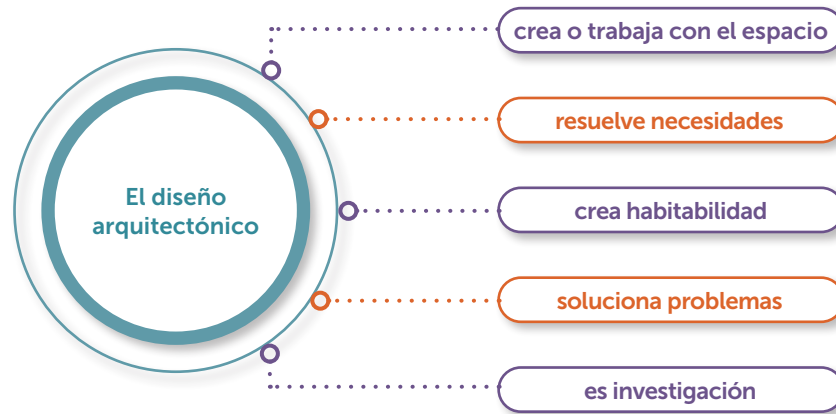 El diseño
arquitectónico
crea o trabaja con el espacio
resuelve necesidades
crea habitabilidad
soluciona problemas
es investigación